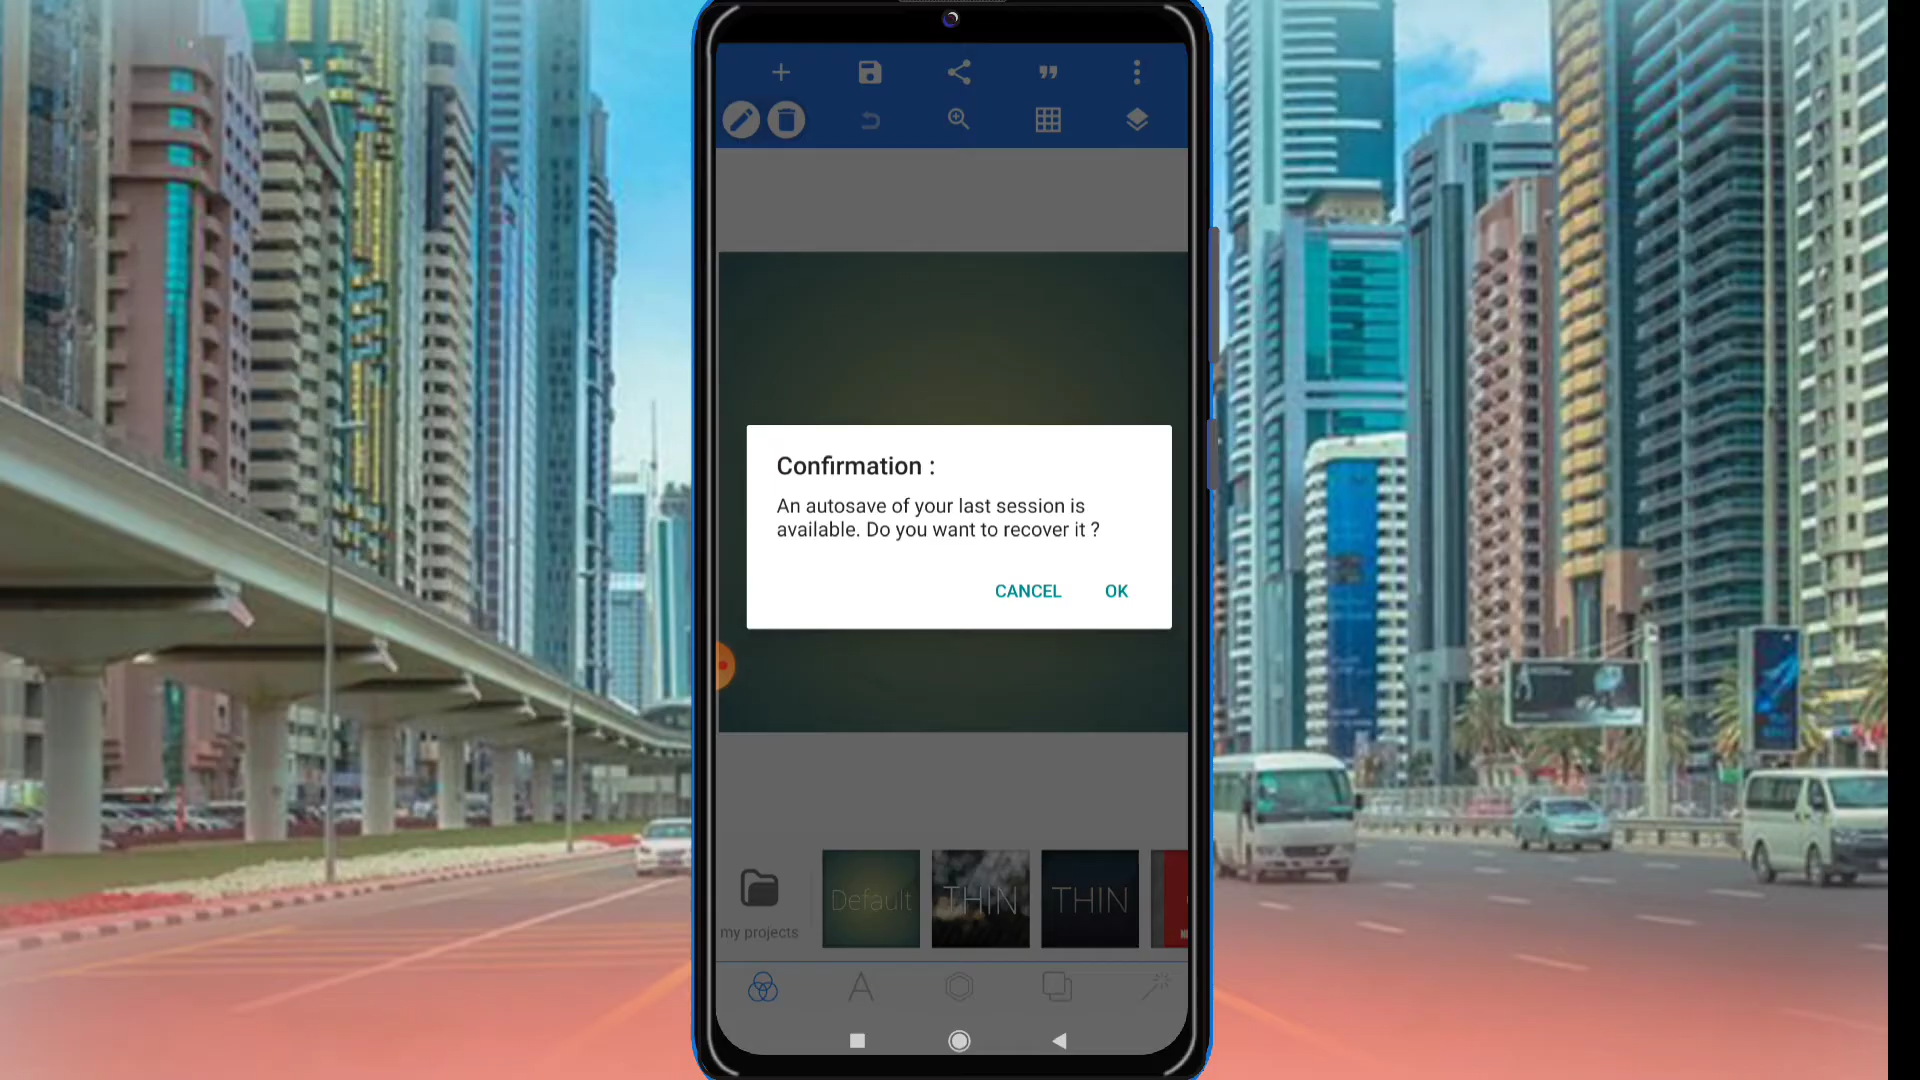 Confirmation :
An autosave of your last session is
available. Do you want to recover it ?
CANCEL OK
my projects
Default
THIN
THIN